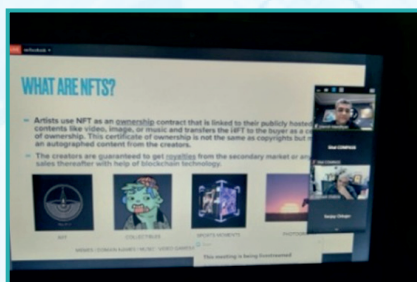 WHAT ARE NFTS?
– Artists use NFT as an ownership contract that is linked to their publicly hosted
contents like video, image, or music and transfers the NFT to the buyer as a
of ownership. This certificate of ownership is not the same as copyrights but
an autographed content from the creators.
– The creators are guaranteed to get royalties from the secondary market or
sales thereafter with help of blockchain technology.
ART
COLLECTIBLES
SPORTS MOMENTS
This meeting is being livestreamed